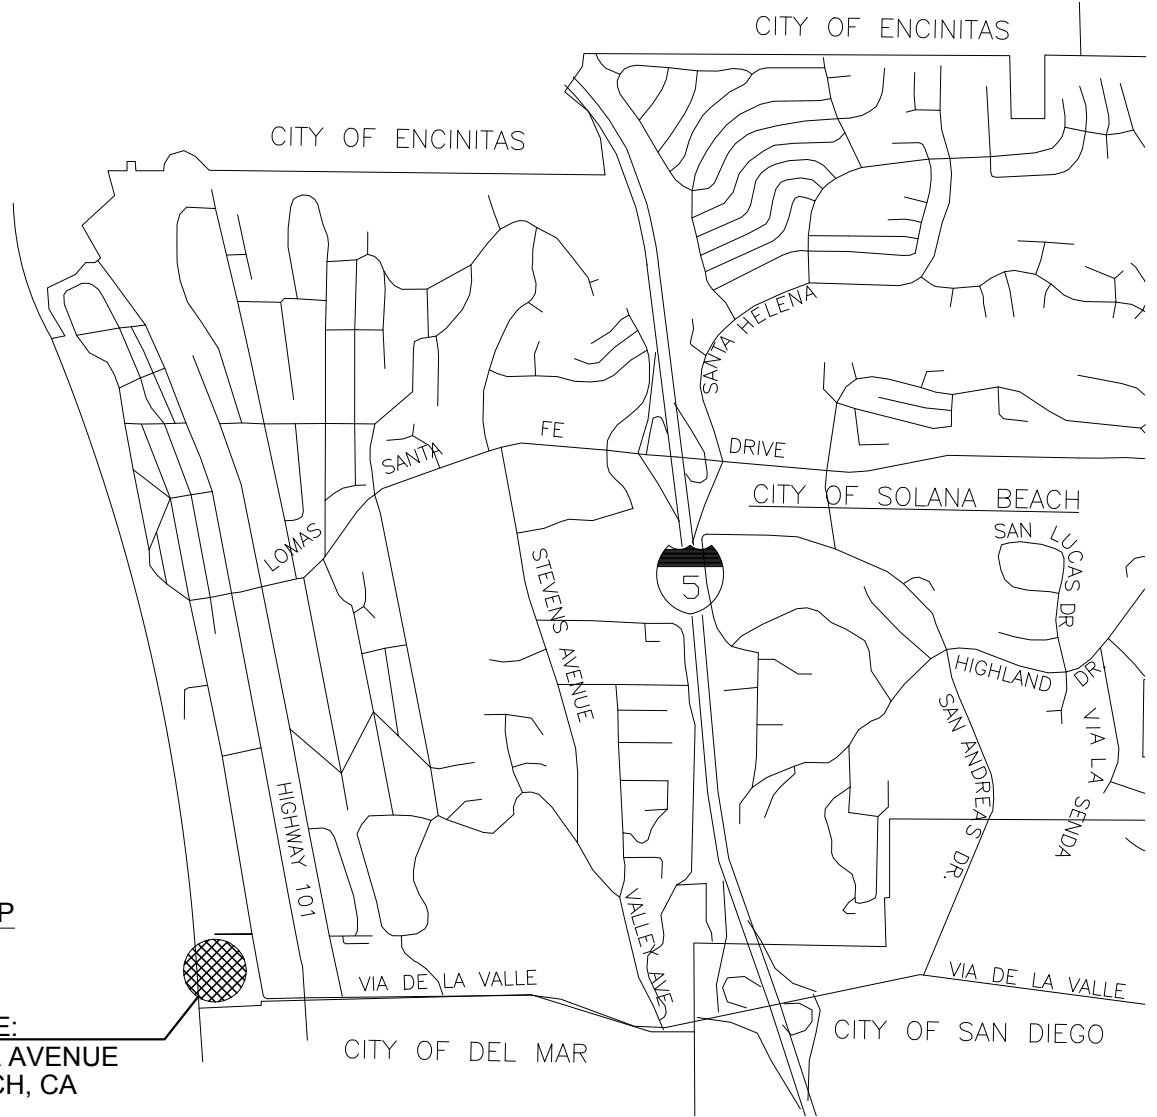 CITY OF ENCINITAS
CITY OF ENCINITAS
SANTA HELENA
SANTA
FE
DRIVE
LOMAS
CITY OF SOLANA BEACH
SAN LUCAS DR
5
STEVENS AVENUE
HIGHLAND DR.
SAN ANDREAS DR.
VIA LA SENDA
HIGHWAY 101
VALLEY AVE
P
VIA DE LA VALLE
VIA DE LA VALLE
E:
AVENUE
CH, CA
CITY OF DEL MAR
CITY OF SAN DIEGO